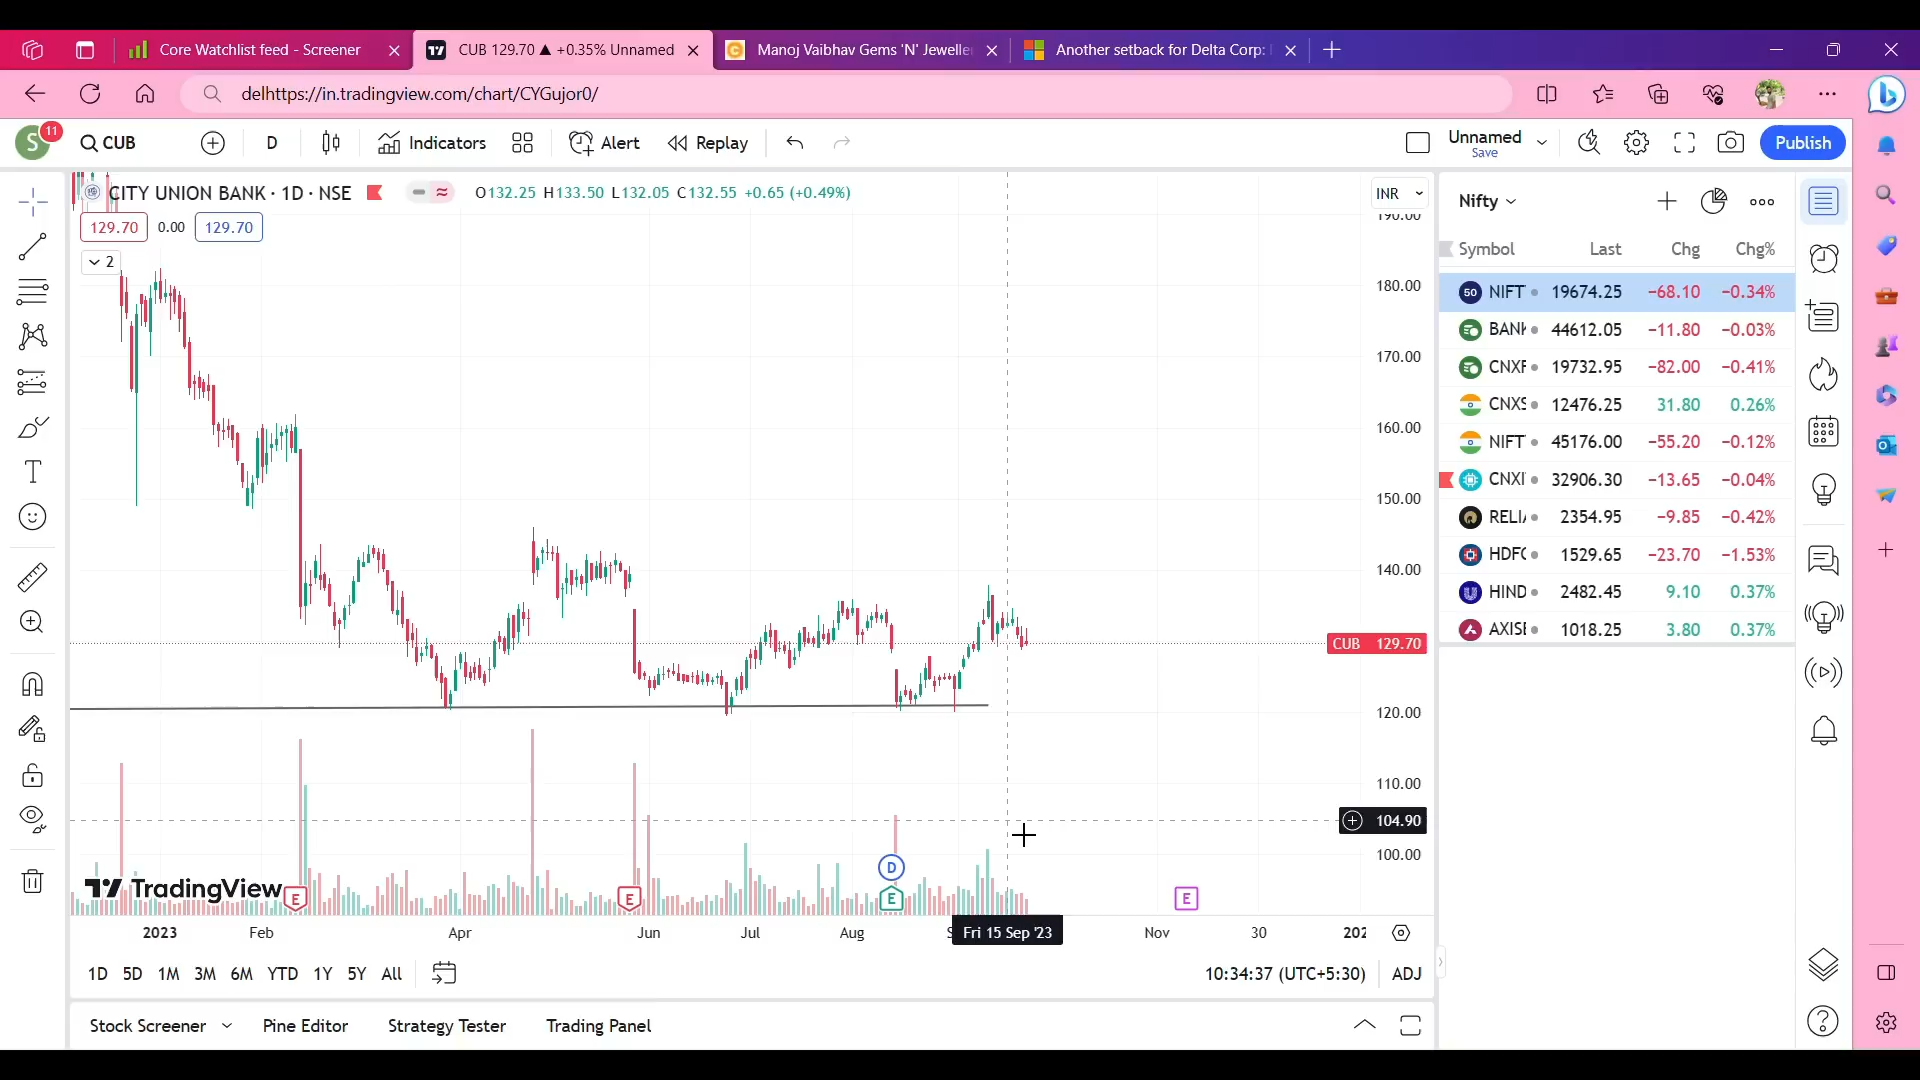 Core Watchlist feed - Screener
CUB 129.70 ▲ +0.35% Unnamed
Manoj Vaibhav Gems 'N' Jeweller
Another setback for Delta Corp:
delhttps://in.tradingview.com/chart/CYGujor0/
S 11
CUB
D
Indicators
Alert
Replay
Unnamed
Save
Publish
CITY UNION BANK · 1D · NSE
O132.25 H133.50 L132.05 C132.55 +0.65 (+0.49%)
129.70 0.00 129.70
2
INR
190.00
180.00
170.00
160.00
150.00
140.00
CUB 129.70
120.00
110.00
104.90
100.00
TradingView
E
E
D
E
E
2023 Feb Apr Jun Jul Aug Fri 15 Sep '23 Nov 30 202
1D 5D 1M 3M 6M YTD 1Y 5Y All
10:34:37 (UTC+5:30) ADJ
Stock Screener Pine Editor Strategy Tester Trading Panel
Nifty
Symbol Last Chg Chg%
50 NIFT 19674.25 −68.10 −0.34%
BANK 44612.05 −11.80 −0.03%
CNXF 19732.95 −82.00 −0.41%
CNXS 12476.25 31.80 0.26%
NIFT 45176.00 −55.20 −0.12%
CNXI 32906.30 −13.65 −0.04%
RELI 2354.95 −9.85 −0.42%
HDFC 1529.65 −23.70 −1.53%
HIND 2482.45 9.10 0.37%
AXISE 1018.25 3.80 0.37%